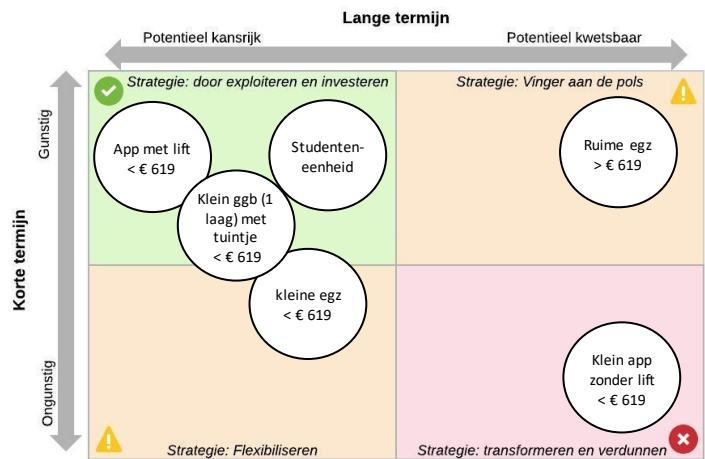 Lange termijn
Potentieel kansrijk
Potentieel kwetsbaar
Korte termijn
Gunstig
Ongunstig
Strategie: door exploiteren en investeren
Strategie: Vinger aan de pols
App met lift
< € 619
Studenten-
eenheid
Ruime egz
> € 619
Klein ggb (1
laag) met
tuintje
< € 619
kleine egz
< € 619
Klein app
zonder lift
< € 619
Strategie: Flexibiliseren
Strategie: transformeren en verdunnen